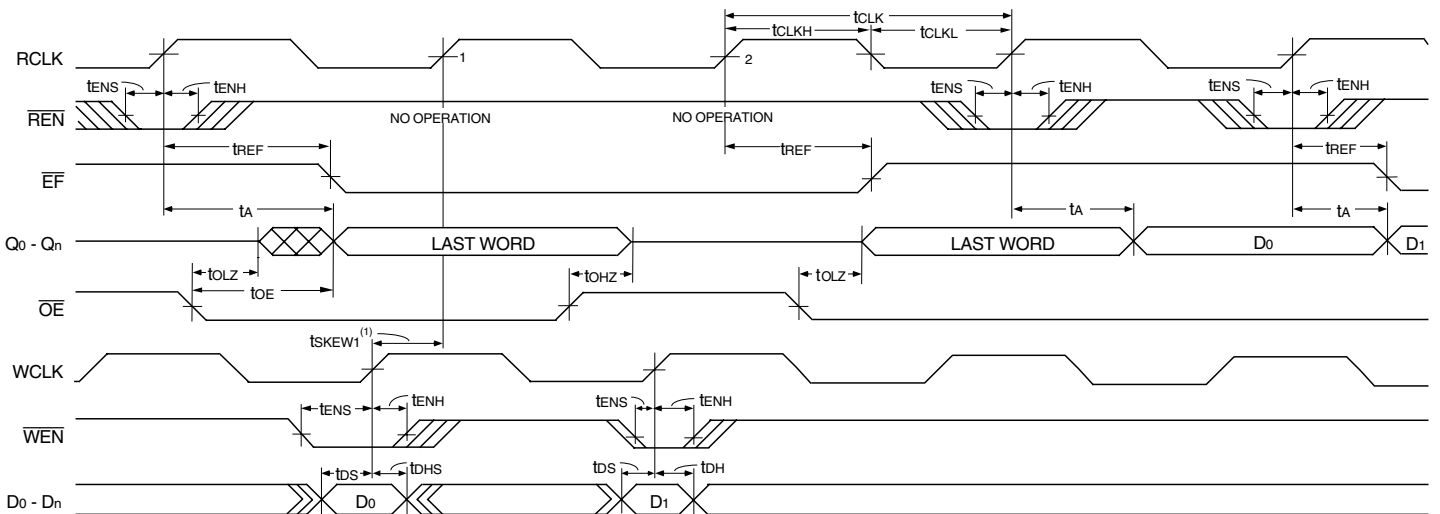 tCLK
tCLKH tCLKL
RCLK 1 2
tENS tENH tENS tENH tENS tENH
REN NO OPERATION NO OPERATION
tREF tREF tREF
EF
tA tA tA
Q0 - Qn LAST WORD LAST WORD D0 D1
tOLZ tOHZ tOLZ
tOE
OE
tSKEW1(1)
WCLK
tENS tENH tENS tENH
WEN
tDS tDHS tDS tDH
D0 - Dn D0 D1